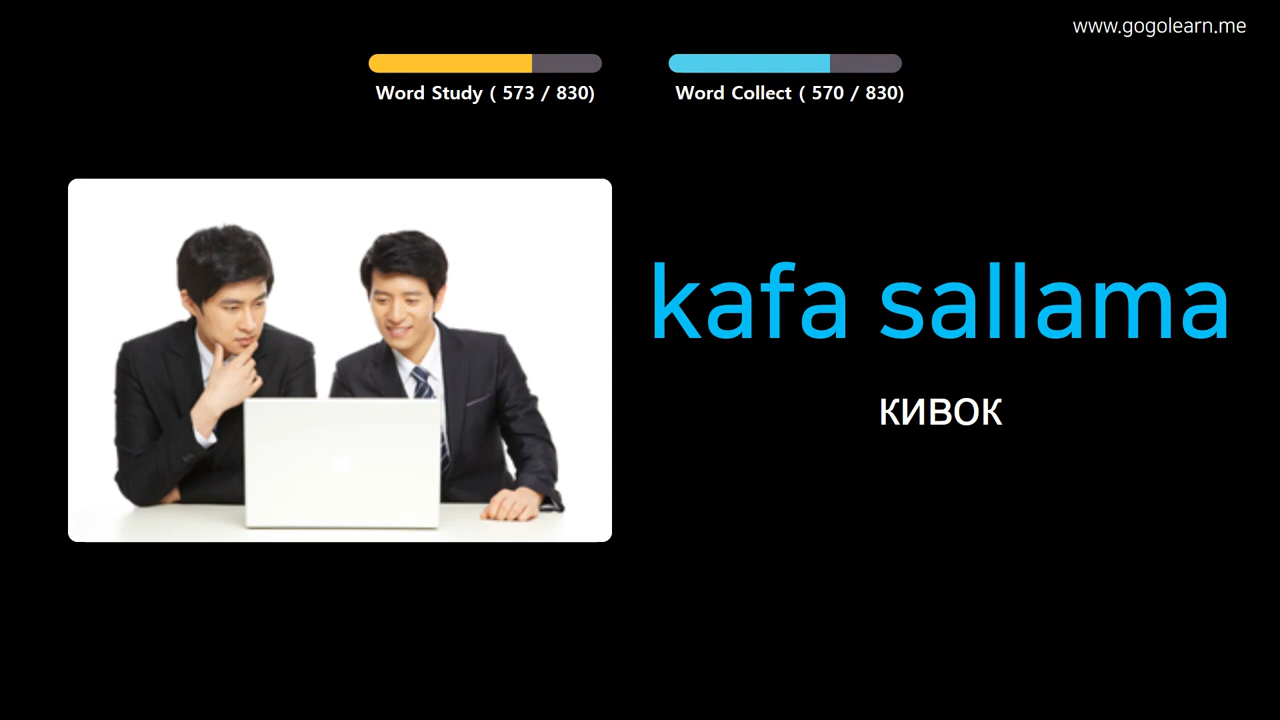 www.gogolearn.me
Word Study ( 573 / 830)
Word Collect ( 570 / 830)
kafa sallama
кивок